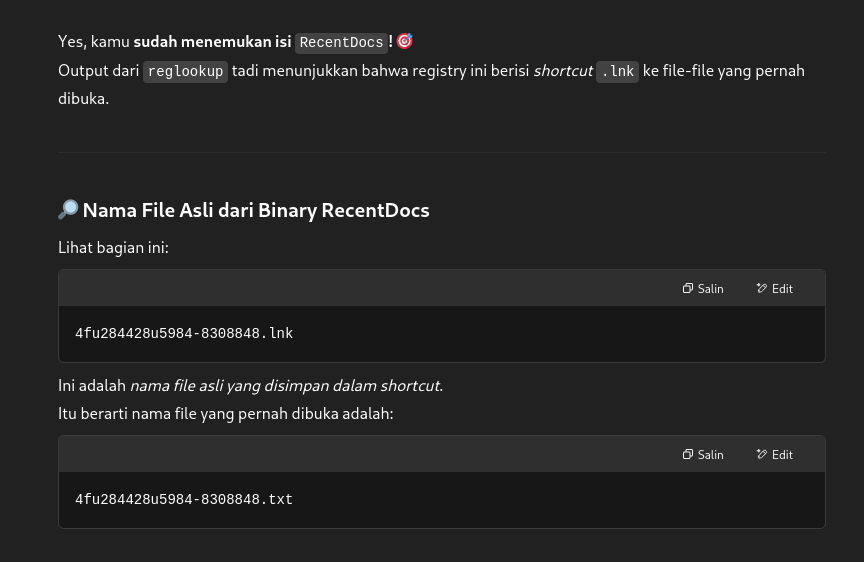 Yes, kamu sudah menemukan isi RecentDocs! 🎯
Output dari reglookup tadi menunjukkan bahwa registry ini berisi shortcut .lnk ke file-file yang pernah
dibuka.
🔎 Nama File Asli dari Binary RecentDocs
Lihat bagian ini:
Salin Edit
4fu284428u5984-8308848.lnk
Ini adalah nama file asli yang disimpan dalam shortcut.
Itu berarti nama file yang pernah dibuka adalah:
Salin Edit
4fu284428u5984-8308848.txt